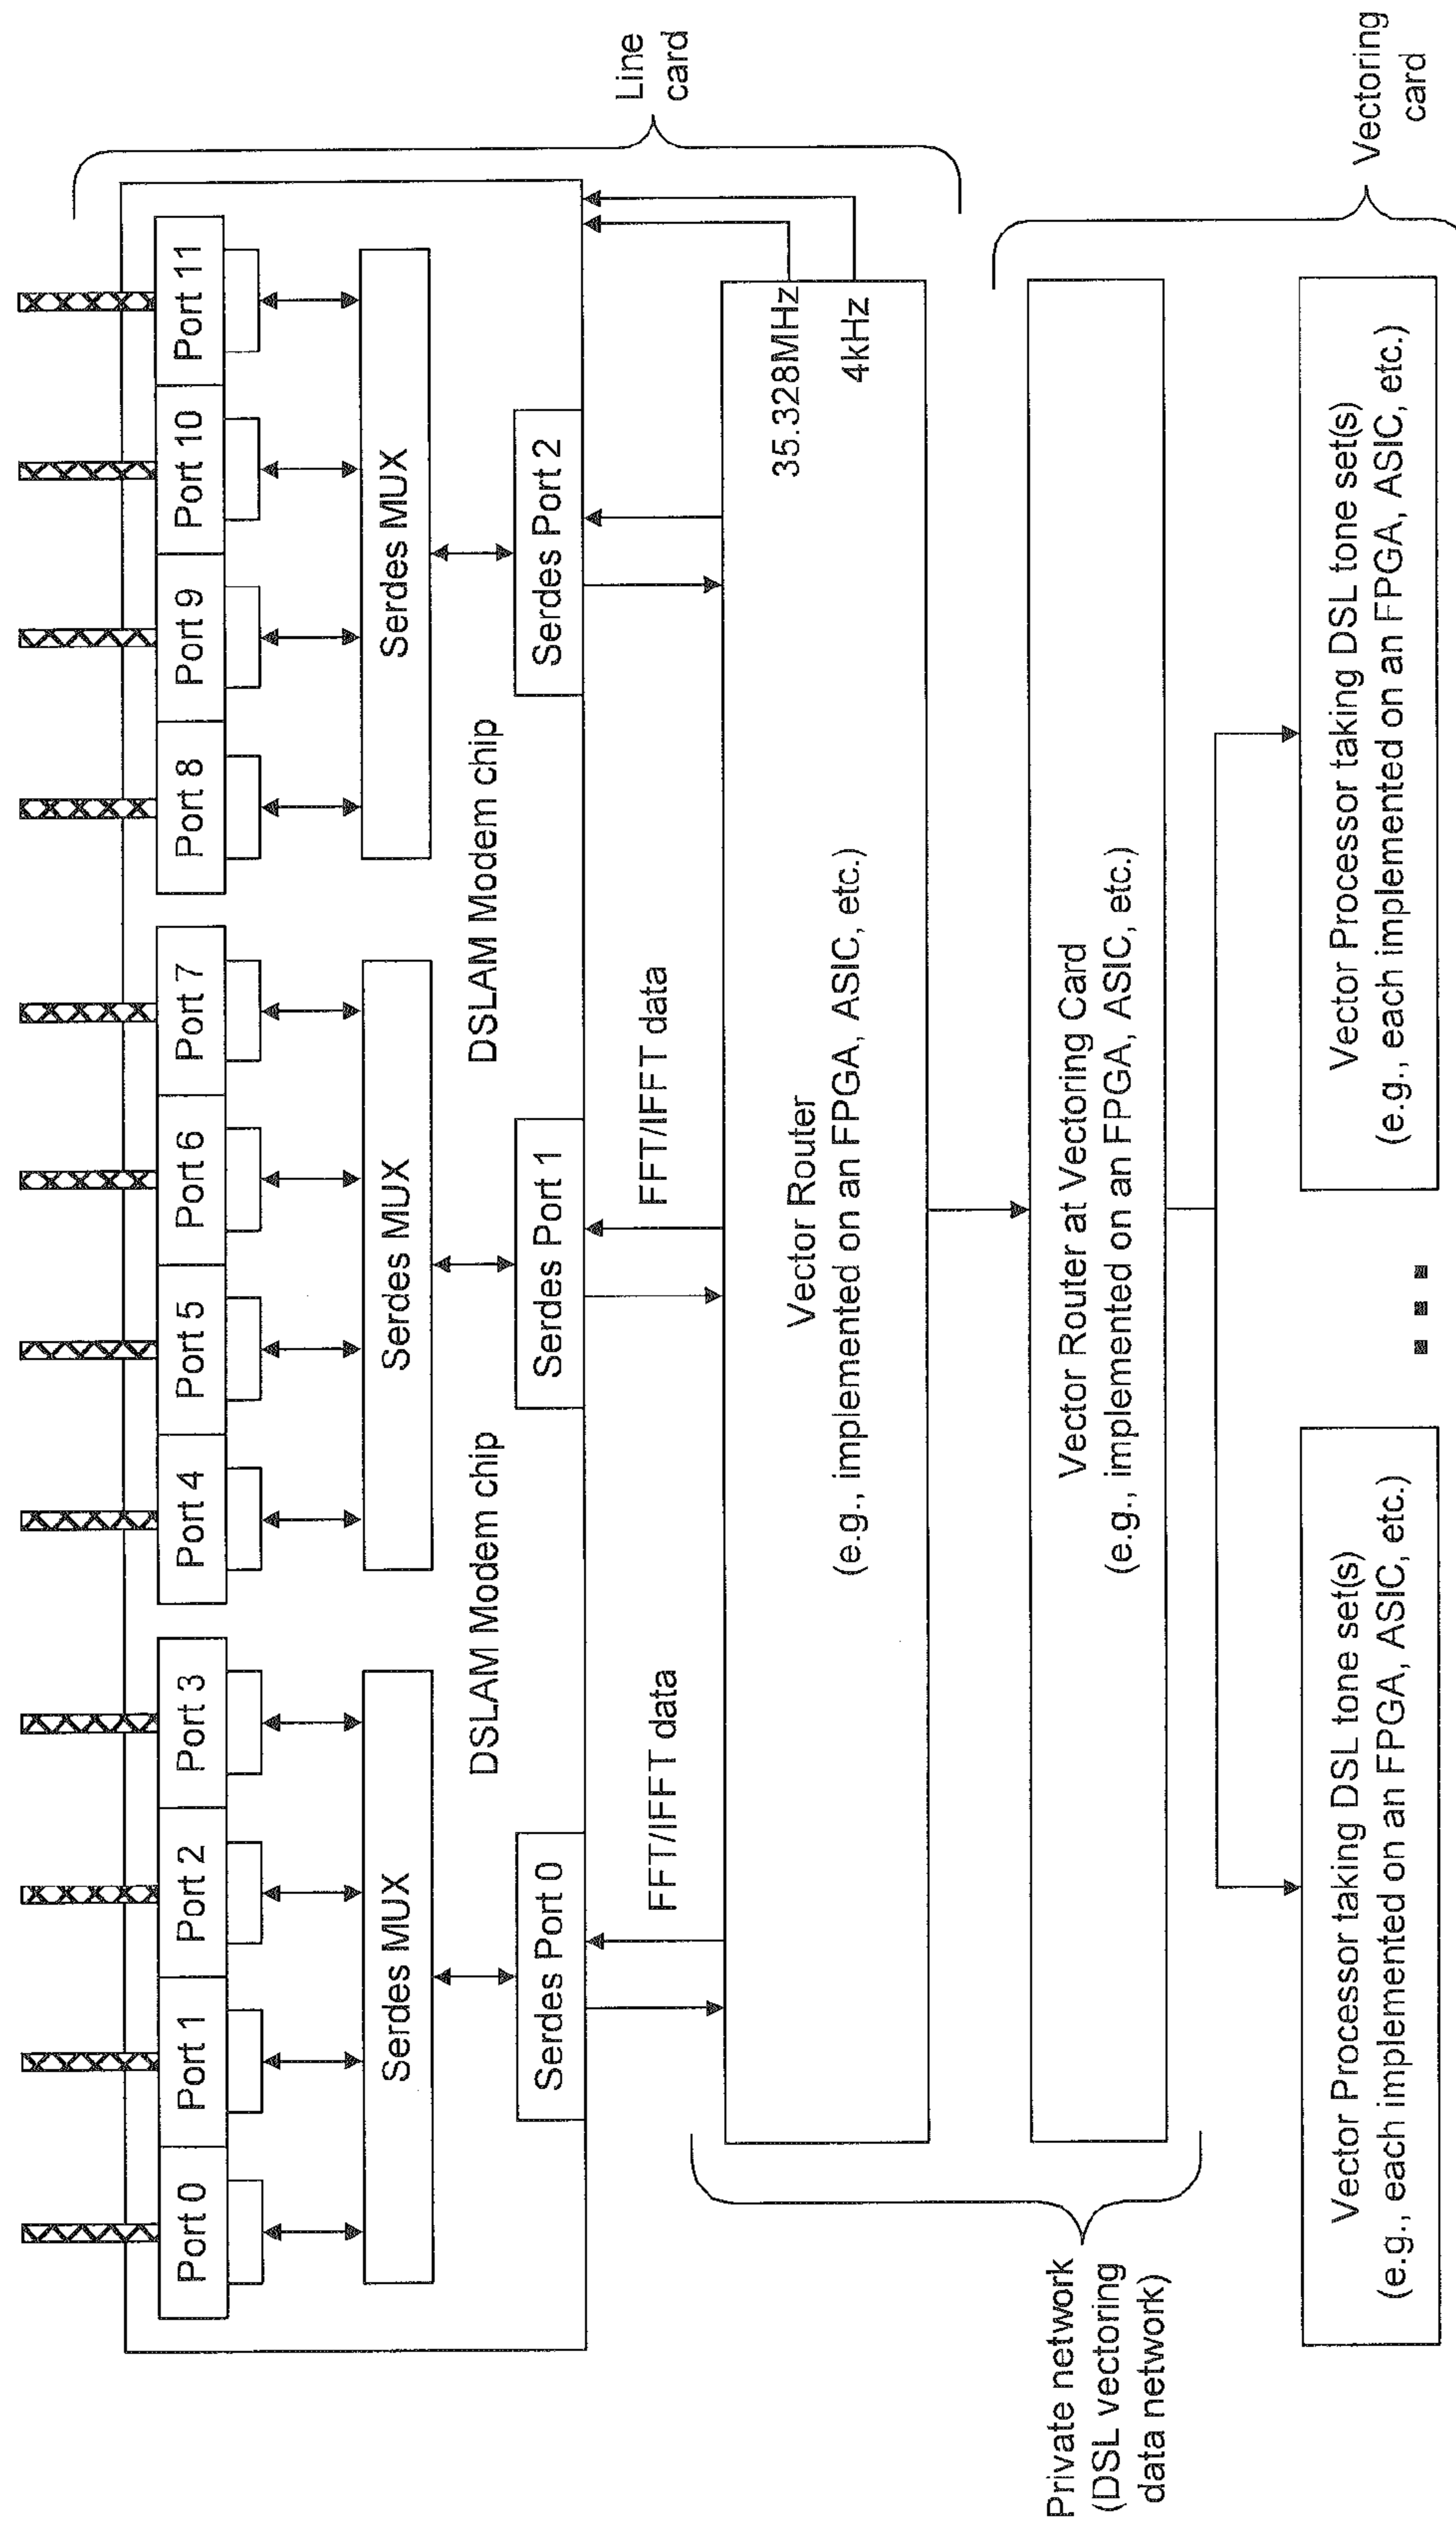 Port 0
Port 1
Port 2
Port 3
Port 4
Port 5
Port 6
Port 7
Port 8
Port 9
Port 10
Port 11
Serdes MUX
Serdes MUX
Serdes MUX
Line
card
DSLAM Modem chip
DSLAM Modem chip
Serdes Port 0
Serdes Port 1
Serdes Port 2
FFT/IFFT data
FFT/IFFT data
35.328MHz
4kHz
Vector Router
(e.g., implemented on an FPGA, ASIC, etc.)
Private network
(DSL vectoring
data network)
Vector Router at Vectoring Card
(e.g., implemented on an FPGA, ASIC, etc.)
Vectoring
card
Vector Processor taking DSL tone set(s)
(e.g., each implemented on an FPGA, ASIC, etc.)
Vector Processor taking DSL tone set(s)
(e.g., each implemented on an FPGA, ASIC, etc.)